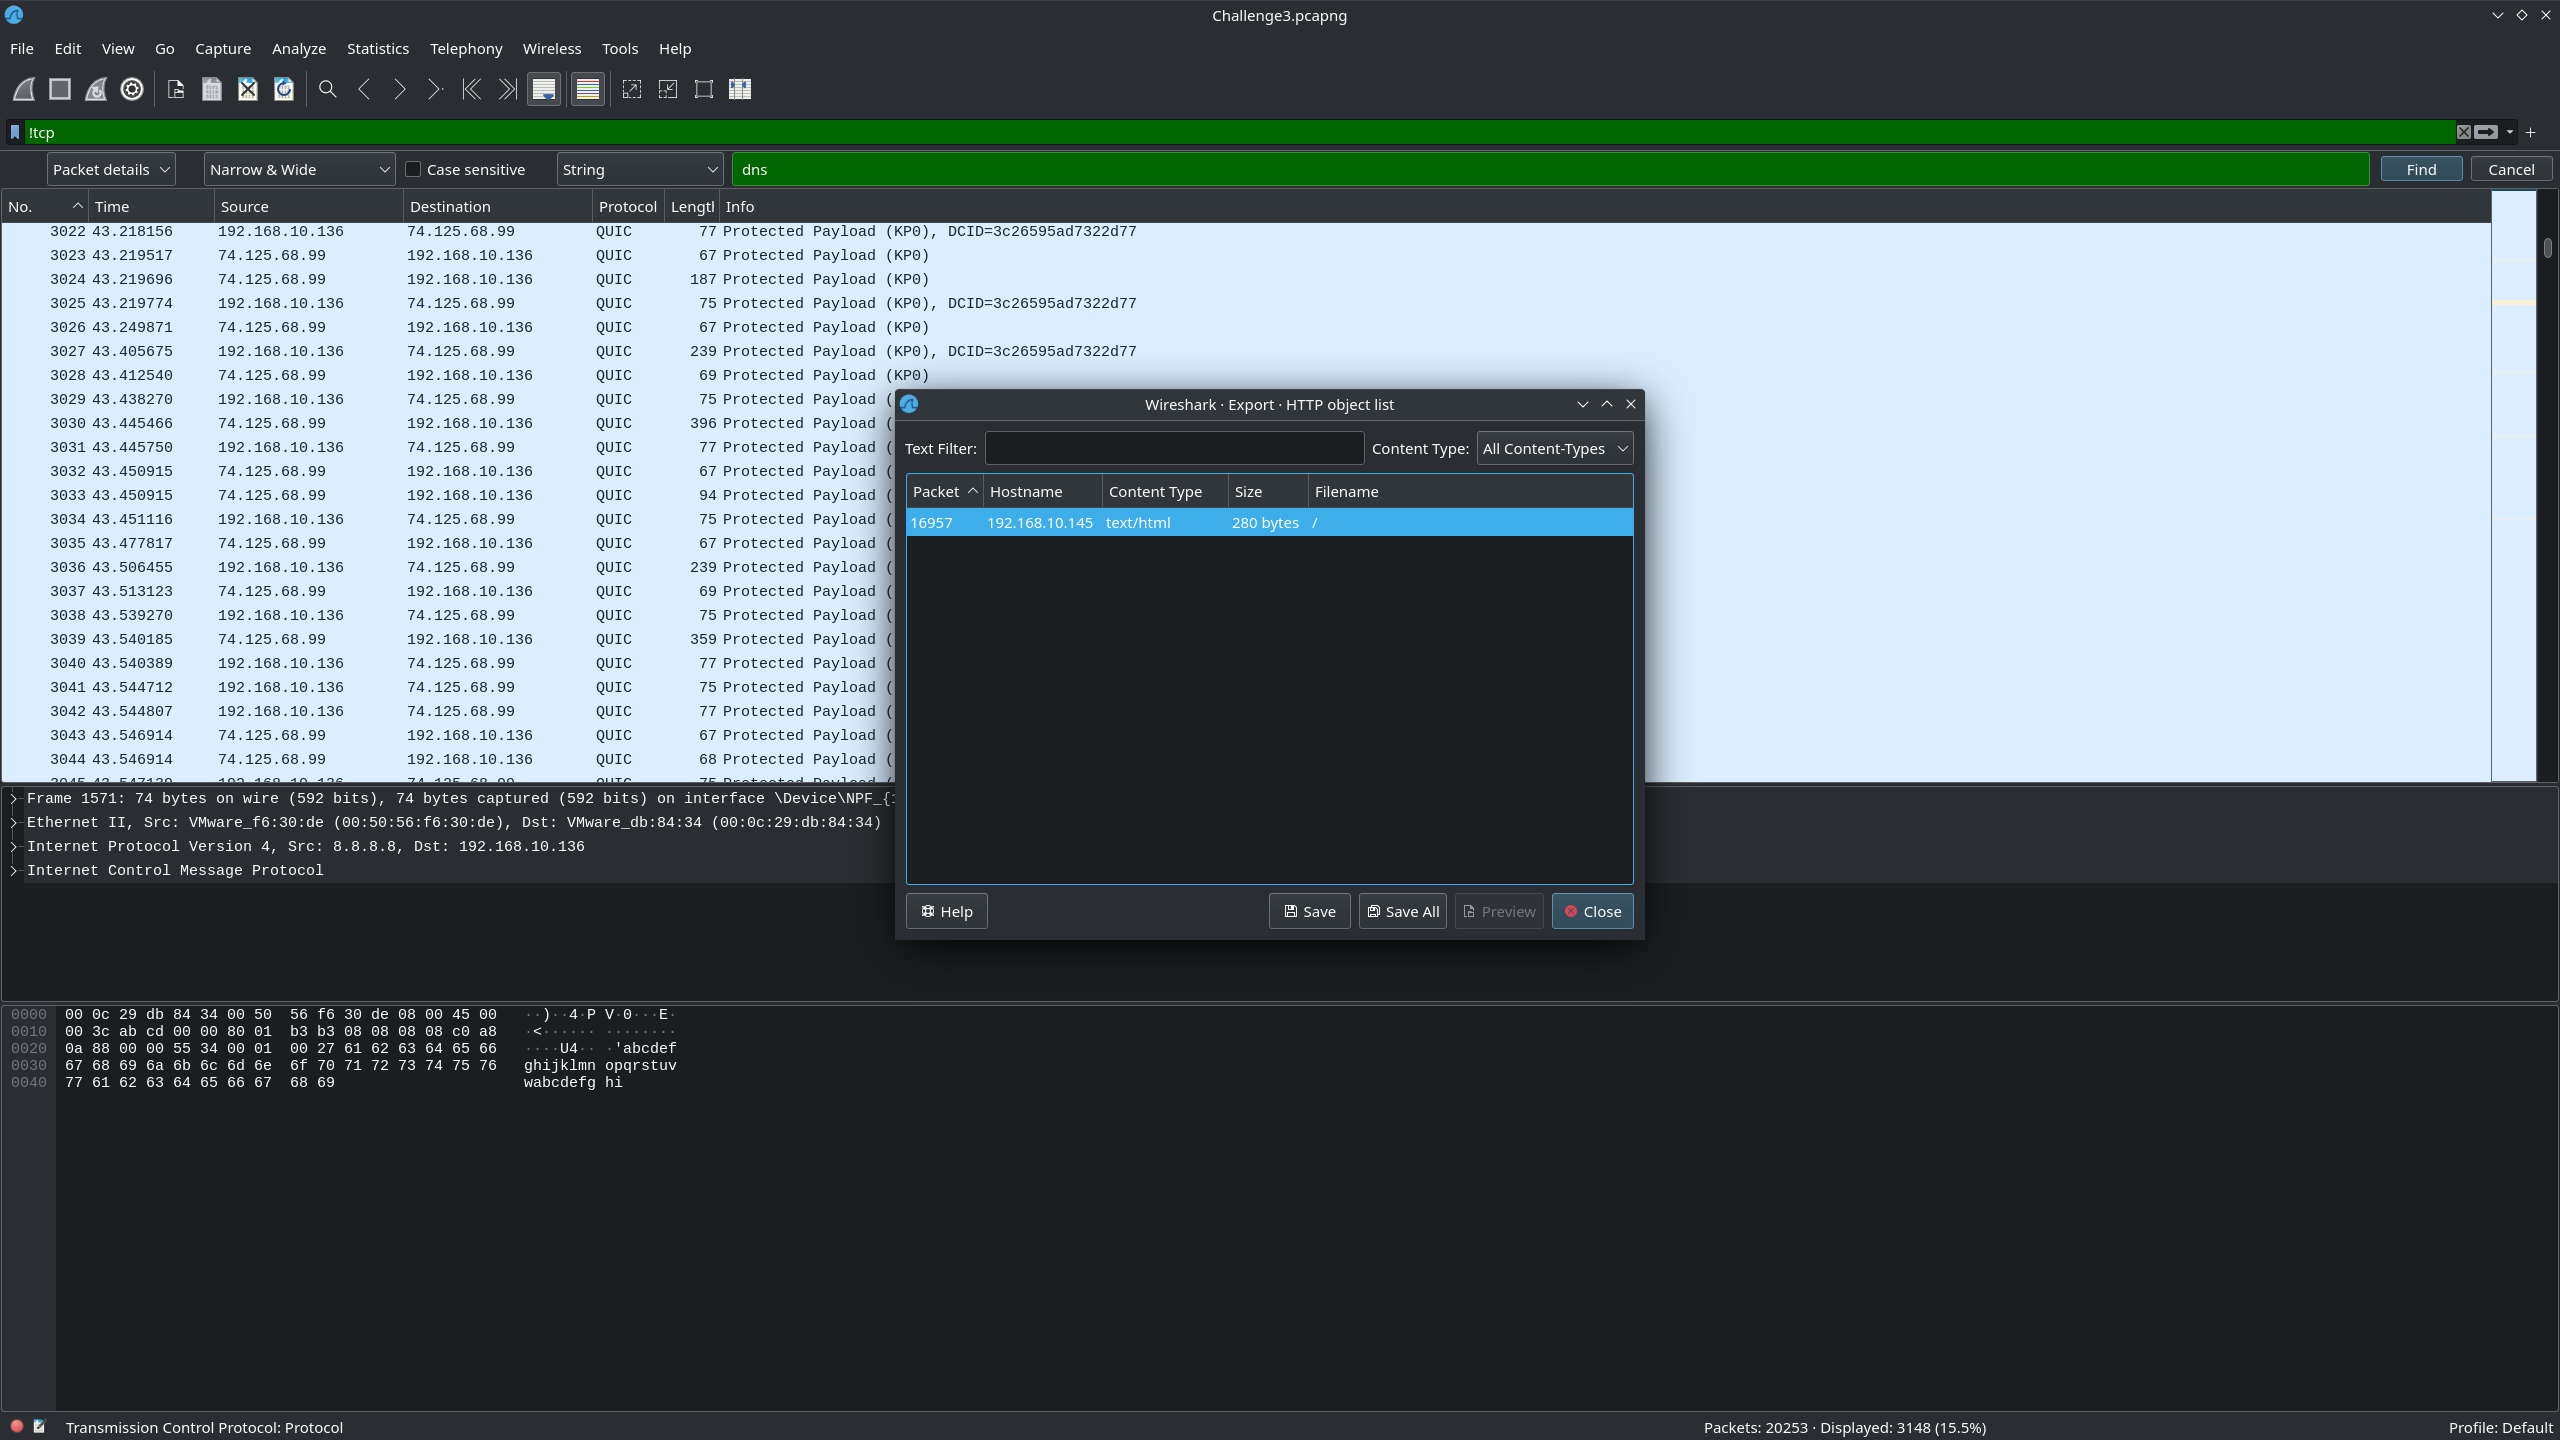 Challenge3.pcapng
File Edit View Go Capture Analyze Statistics Telephony Wireless Tools Help
!tcp
Packet details Narrow & Wide Case sensitive String dns Find Cancel
No. Time Source Destination Protocol Lengtl Info
3022 43.218156 192.168.10.136 74.125.68.99 QUIC 77 Protected Payload (KP0), DCID=3c26595ad7322d77
3023 43.219517 74.125.68.99 192.168.10.136 QUIC 67 Protected Payload (KP0)
3024 43.219696 74.125.68.99 192.168.10.136 QUIC 187 Protected Payload (KP0)
3025 43.219774 192.168.10.136 74.125.68.99 QUIC 75 Protected Payload (KP0), DCID=3c26595ad7322d77
3026 43.249871 74.125.68.99 192.168.10.136 QUIC 67 Protected Payload (KP0)
3027 43.405675 192.168.10.136 74.125.68.99 QUIC 239 Protected Payload (KP0), DCID=3c26595ad7322d77
3028 43.412540 74.125.68.99 192.168.10.136 QUIC 69 Protected Payload (KP0)
3029 43.438270 192.168.10.136 74.125.68.99 QUIC 75 Protected Payload (
3030 43.445466 74.125.68.99 192.168.10.136 QUIC 396 Protected Payload (
3031 43.445750 192.168.10.136 74.125.68.99 QUIC 77 Protected Payload (
3032 43.450915 74.125.68.99 192.168.10.136 QUIC 67 Protected Payload (
3033 43.450915 74.125.68.99 192.168.10.136 QUIC 94 Protected Payload (
3034 43.451116 192.168.10.136 74.125.68.99 QUIC 75 Protected Payload (
3035 43.477817 74.125.68.99 192.168.10.136 QUIC 67 Protected Payload (
3036 43.506455 192.168.10.136 74.125.68.99 QUIC 239 Protected Payload (
3037 43.513123 74.125.68.99 192.168.10.136 QUIC 69 Protected Payload (
3038 43.539270 192.168.10.136 74.125.68.99 QUIC 75 Protected Payload (
3039 43.540185 74.125.68.99 192.168.10.136 QUIC 359 Protected Payload (
3040 43.540389 192.168.10.136 74.125.68.99 QUIC 77 Protected Payload (
3041 43.544712 192.168.10.136 74.125.68.99 QUIC 75 Protected Payload (
3042 43.544807 192.168.10.136 74.125.68.99 QUIC 77 Protected Payload (
3043 43.546914 74.125.68.99 192.168.10.136 QUIC 67 Protected Payload (
3044 43.546914 74.125.68.99 192.168.10.136 QUIC 68 Protected Payload (
Wireshark · Export · HTTP object list
Text Filter: Content Type: All Content-Types
Packet Hostname Content Type Size Filename
16957 192.168.10.145 text/html 280 bytes /
Help Save Save All Preview Close
Frame 1571: 74 bytes on wire (592 bits), 74 bytes captured (592 bits) on interface \Device\NPF_{
Ethernet II, Src: VMware_f6:30:de (00:50:56:f6:30:de), Dst: VMware_db:84:34 (00:0c:29:db:84:34)
Internet Protocol Version 4, Src: 8.8.8.8, Dst: 192.168.10.136
Internet Control Message Protocol
0000 00 0c 29 db 84 34 00 50 56 f6 30 de 08 00 45 00 ··)··4·P V·0···E·
0010 00 3c ab cd 00 00 80 01 b3 b3 08 08 08 08 c0 a8 ·<······ ········
0020 0a 88 00 00 55 34 00 01 00 27 61 62 63 64 65 66 ····U4·· ·'abcdef
0030 67 68 69 6a 6b 6c 6d 6e 6f 70 71 72 73 74 75 76 ghijklmn opqrstuv
0040 77 61 62 63 64 65 66 67 68 69 wabcdefg hi
Transmission Control Protocol: Protocol Packets: 20253 · Displayed: 3148 (15.5%) Profile: Default